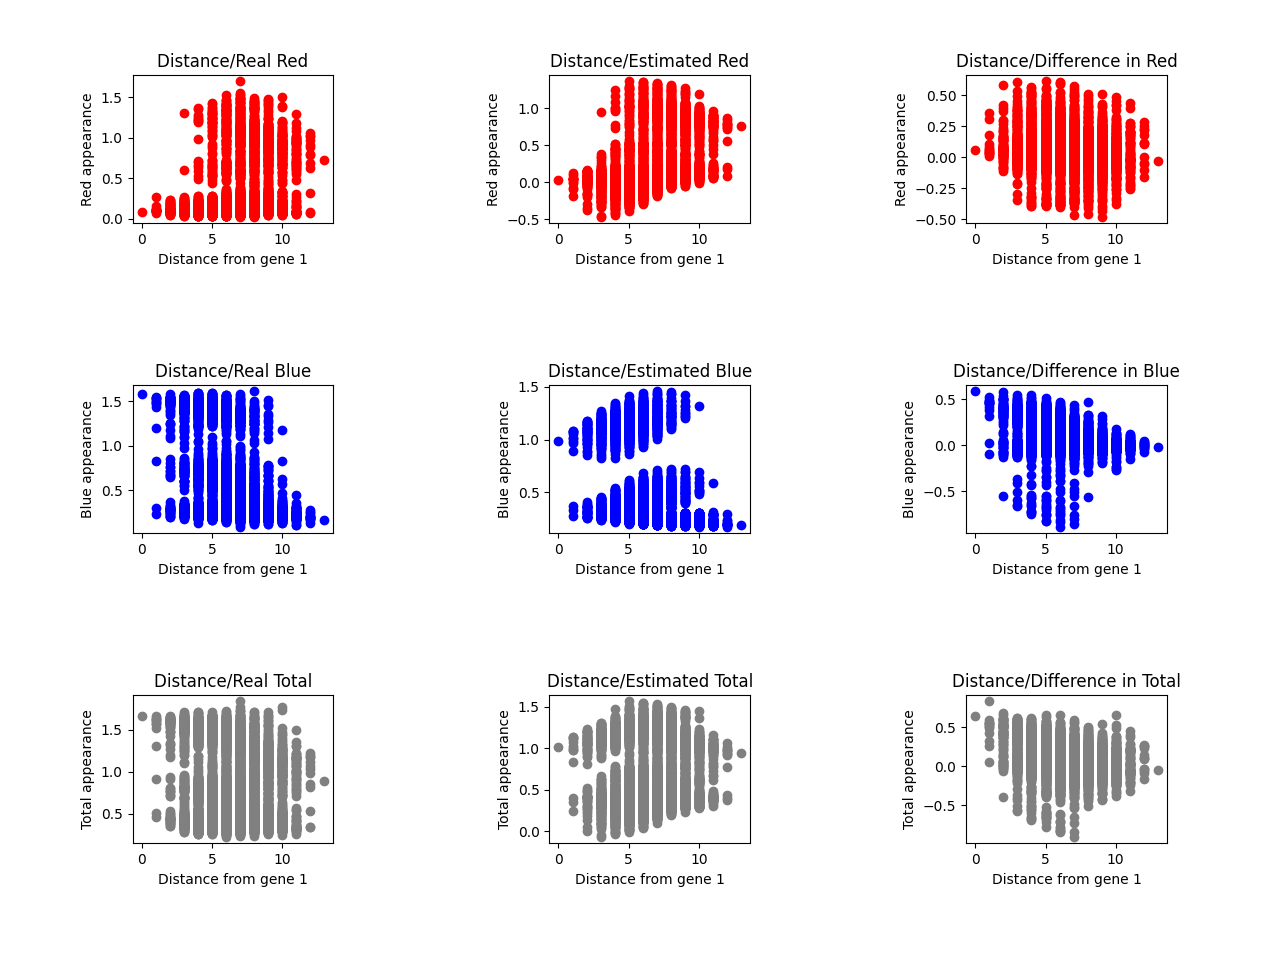 Distance/Real Red
Distance/Estimated Red
Distance/Difference in Red
Red appearance
1.5
1.0
0.5
0.0
0
5
10
Distance from gene 1
Red appearance
1.0
0.5
0.0
−0.5
0
5
10
Distance from gene 1
Red appearance
0.50
0.25
0.00
−0.25
−0.50
0
5
10
Distance from gene 1
Distance/Real Blue
Distance/Estimated Blue
Distance/Difference in Blue
Blue appearance
1.5
1.0
0.5
0
5
10
Distance from gene 1
Blue appearance
1.5
1.0
0.5
0
5
10
Distance from gene 1
Blue appearance
0.5
0.0
−0.5
0
5
10
Distance from gene 1
Distance/Real Total
Distance/Estimated Total
Distance/Difference in Total
Total appearance
1.5
1.0
0.5
0
5
10
Distance from gene 1
Total appearance
1.5
1.0
0.5
0.0
0
5
10
Distance from gene 1
Total appearance
0.5
0.0
−0.5
0
5
10
Distance from gene 1